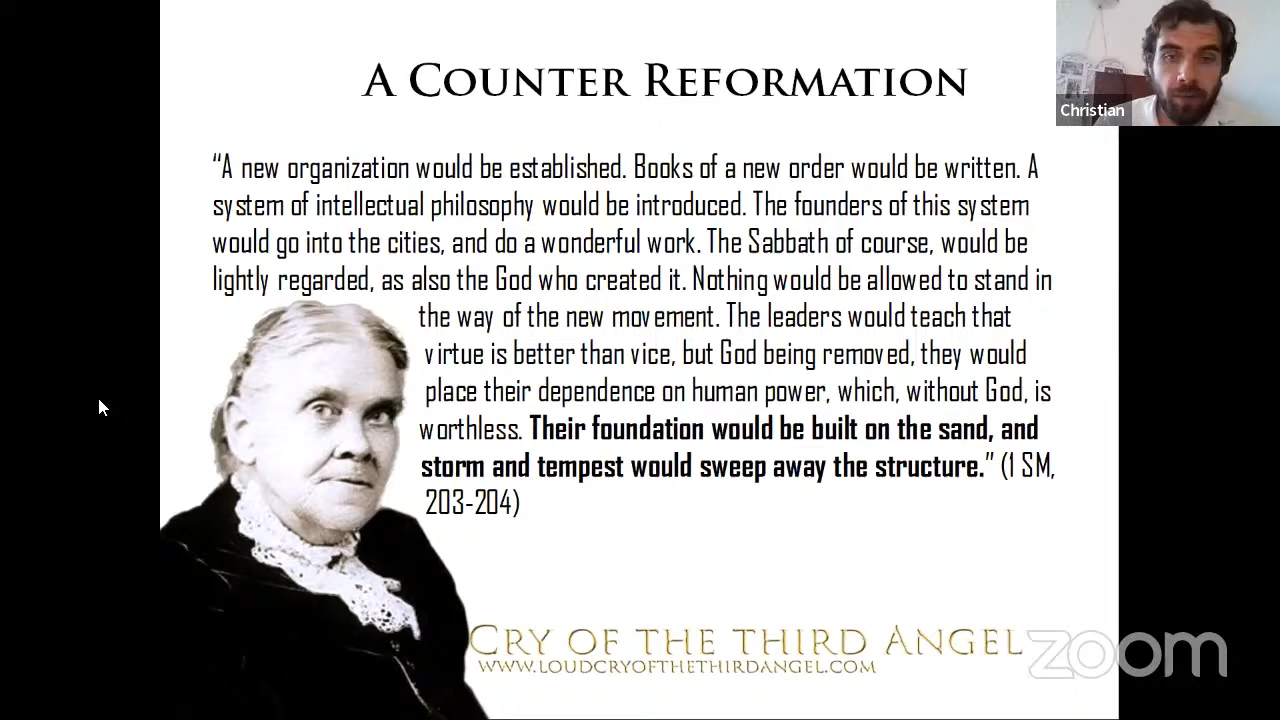 A Counter Reformation
Christian
“A new organization would be established. Books of a new order would be written. A
system of intellectual philosophy would be introduced. The founders of this system
would go into the cities, and do a wonderful work. The Sabbath of course, would be
lightly regarded, as also the God who created it. Nothing would be allowed to stand in
the way of the new movement. The leaders would teach that
virtue is better than vice, but God being removed, they would
place their dependence on human power, which, without God, is
worthless. Their foundation would be built on the sand, and
storm and tempest would sweep away the structure.” (1 SM,
203-204)
Cry of the Third Angel
www.loudcryofthethirdangel.com
zoom